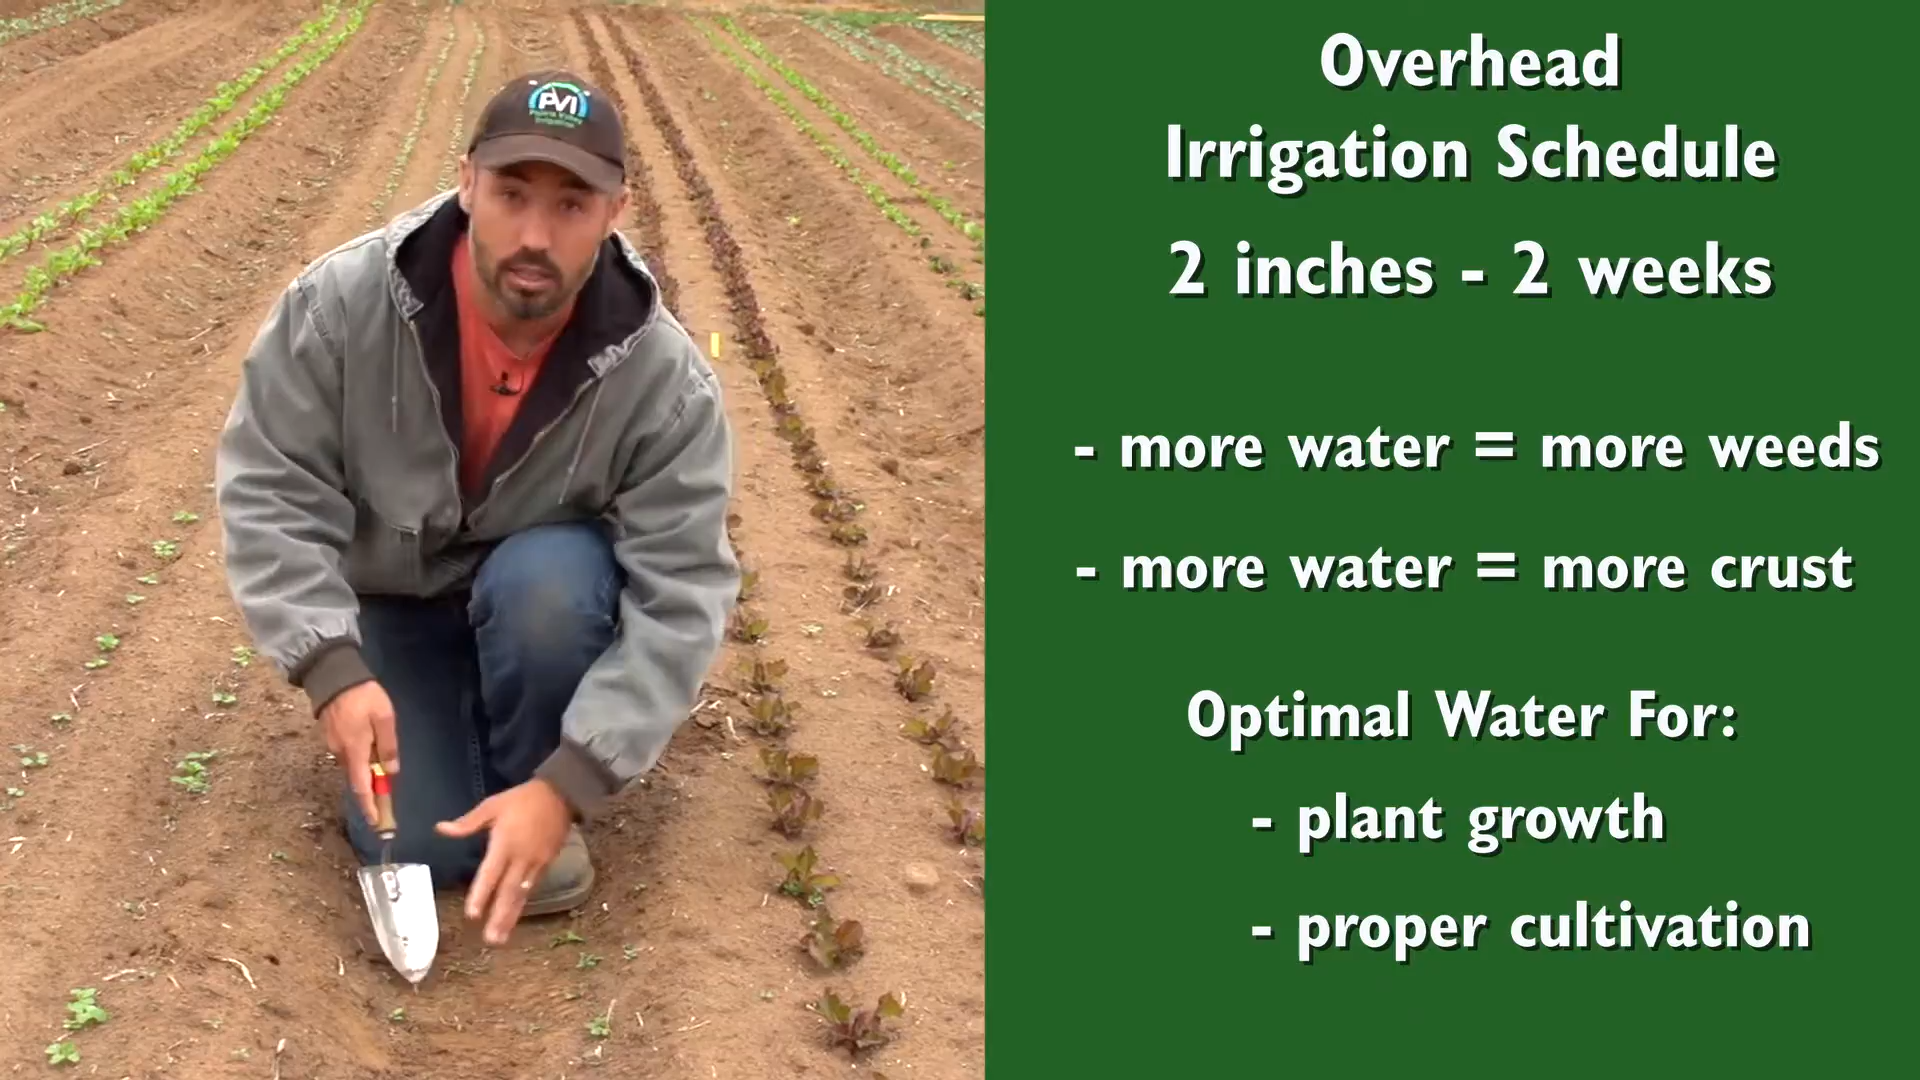 PVI
Overhead
Irrigation Schedule
2 inches - 2 weeks
- more water = more weeds
- more water = more crust
Optimal Water For:
- plant growth
- proper cultivation